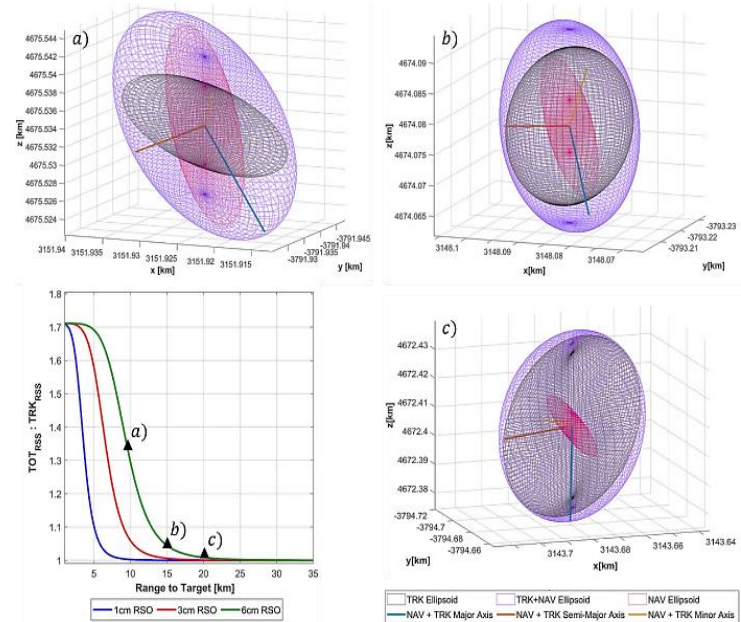 a)
4675.544
4675.542
4675.54
4675.538
4675.536
4675.534
4675.532
4675.53
4675.528
4675.526
4675.524
z [km]
3151.94
3151.935
3151.93
3151.925
3151.92
3151.915
x [km]
-3791.945
-3791.94
-3791.935
-3791.93
y [km]
b)
4674.09
4674.085
4674.08
4674.075
4674.07
4674.065
z[km]
3148.1
3148.09
3148.08
3148.07
x[km]
-3793.23
-3793.22
-3793.21
y[km]
1.8
1.7
1.6
1.5
1.4
1.3
1.2
1.1
1.0
TOT RSS : TRK RSS
a)
b)
c)
5
10
15
20
25
30
35
Range to Target [km]
1cm RSO
3cm RSO
6cm RSO
c)
4672.43
4672.42
4672.41
4672.4
4672.39
4672.38
z[km]
-3794.72
-3794.7
-3794.66
y[km]
3143.7
3143.68
3143.66
3143.64
x[km]
TRK Ellipsoid
TRK+NAV Ellipsoid
NAV Ellipsoid
NAV + TRK Major Axis
NAV + TRK Semi-Major Axis
NAV + TRK Minor Axis